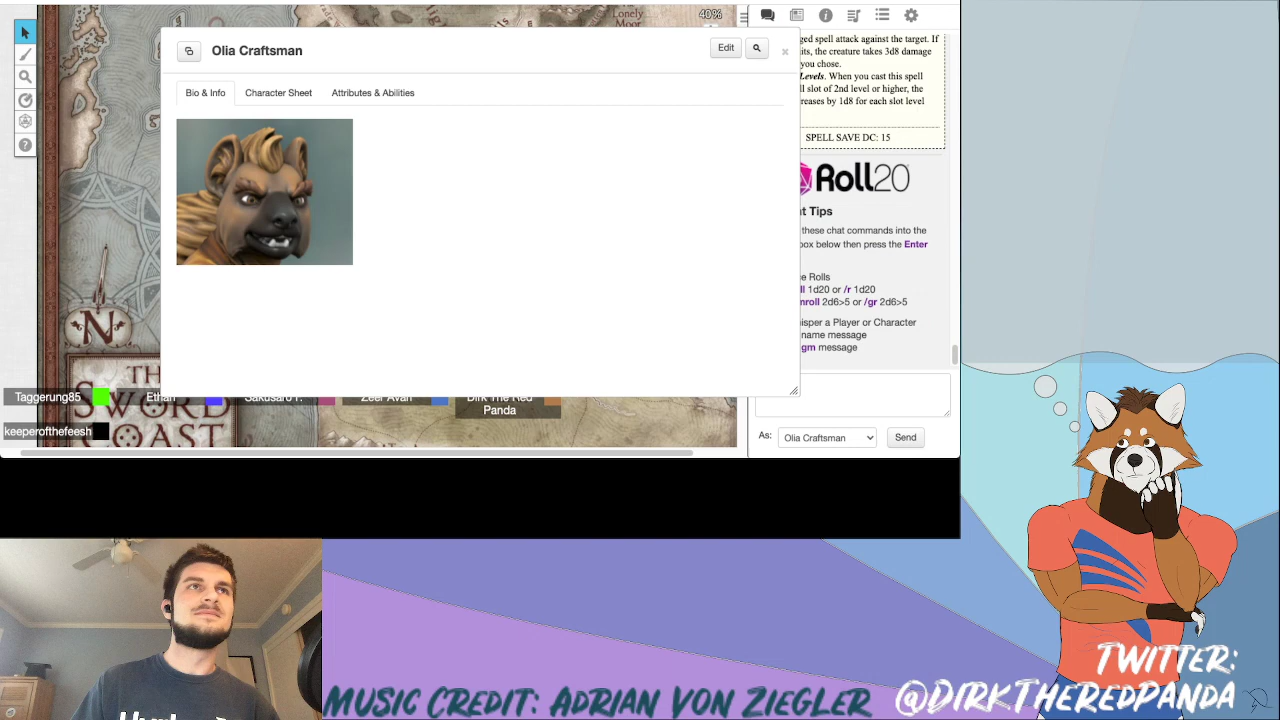 Lonely
Moor
40%
Olia Craftsman
Edit
×
Bio & Info
Character Sheet
Attributes & Abilities
ged spell attack against the target. If
its, the creature takes 3d8 damage
you chose.
Levels. When you cast this spell
ll slot of 2nd level or higher, the
reases by 1d8 for each slot level
SPELL SAVE DC: 15
Roll20
t Tips
these chat commands into the
box below then press the Enter
e Rolls
ll 1d20 or /r 1d20
mroll 2d6>5 or /gr 2d6>5
isper a Player or Character
name message
gm message
N
TH
SWORD
COAST
Taggerung85
Ethan
Sakusaro F.
Zeer Avan
Dirk The Red
Panda
keeperofthefeesh
As:
Olia Craftsman
Send
Music Credit: Adrian Von Ziegler
Twitter:
@DirkTheRedPanda